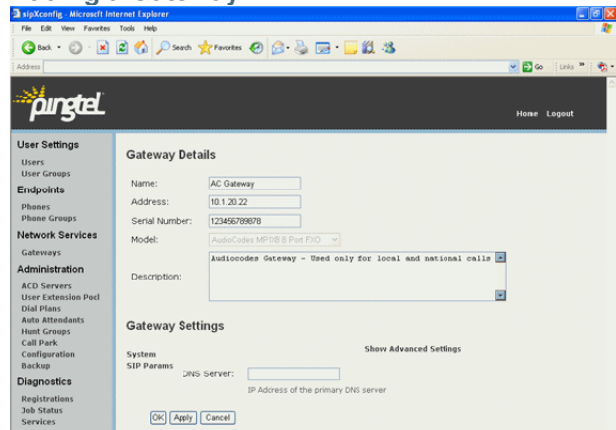 sipXconfig - Microsoft Internet Explorer
File Edit View Favorites Tools Help
Back Search Favorites
Address Go Links
pingtel
Home Logout
User Settings
Users
User Groups
Endpoints
Phones
Phone Groups
Network Services
Gateways
Administration
ACD Servers
User Extension Pool
Dial Plans
Auto Attendants
Hunt Groups
Call Park
Configuration
Backup
Diagnostics
Registrations
Job Status
Services
Gateway Details
Name: AC Gateway
Address: 10.1.20.22
Serial Number: 123456789878
Model: AudioCodes MP118 8 Port FXO
Description: Audiocodes Gateway - Used only for local and national calls
Gateway Settings
System
SIP Params
Show Advanced Settings
DNS Server:
IP Address of the primary DNS server
OK Apply Cancel